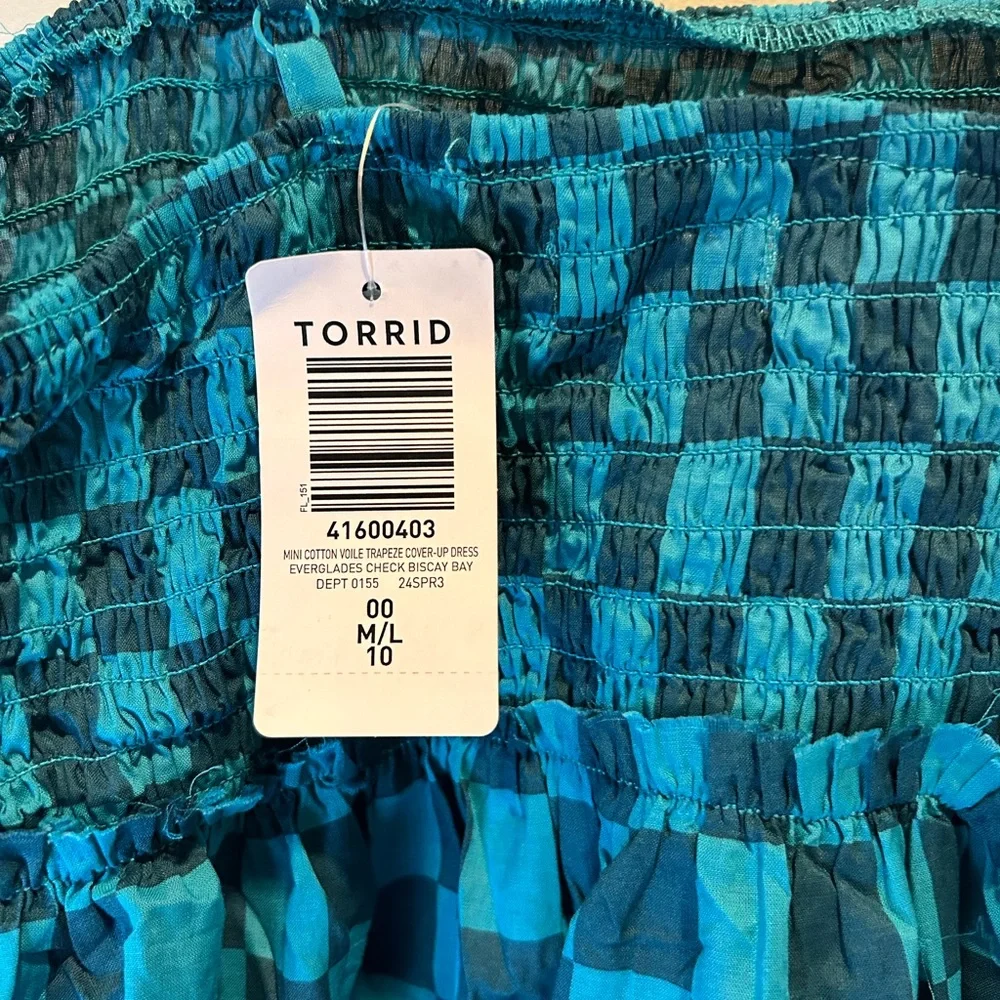 TORRID
FL_151
41600403
MINI COTTON VOILE TRAPEZE COVER-UP DRESS
EVERGLADES CHECK BISCAY BAY
DEPT 0155 24SPR3
00
M/L
10